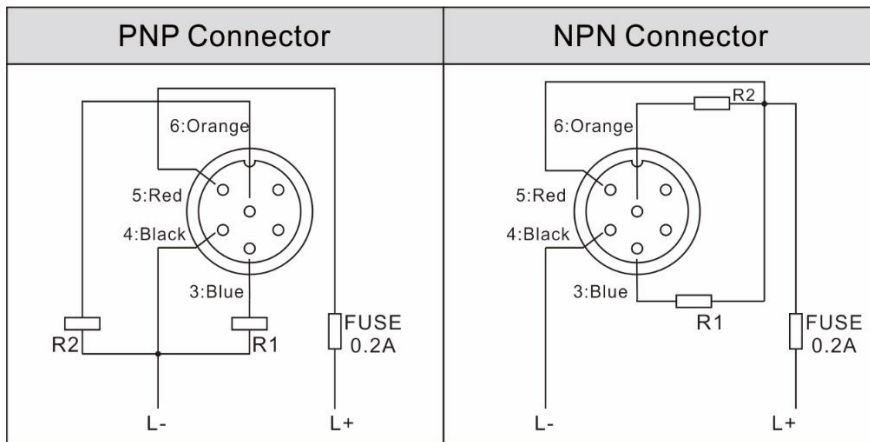 PNP Connector
NPN Connector
6:Orange
5:Red
4:Black
3:Blue
R2
R1
FUSE
0.2A
L-
L+
R2
6:Orange
5:Red
4:Black
3:Blue
R1
FUSE
0.2A
L-
L+